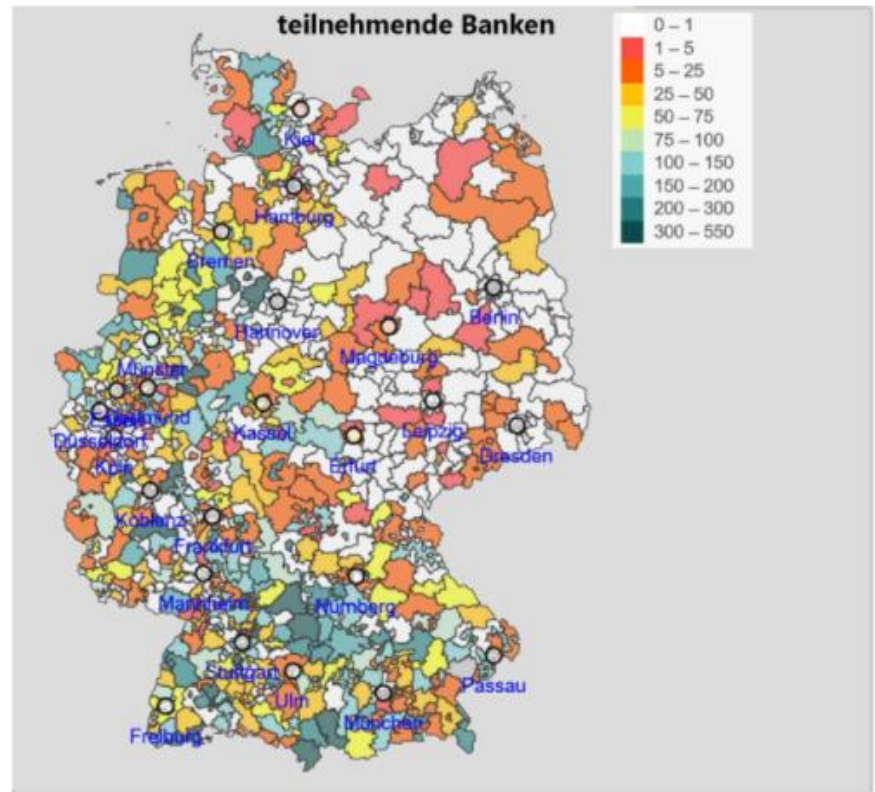 teilnehmende Banken
0 – 1
1 – 5
5 – 25
25 – 50
50 – 75
75 – 100
100 – 150
150 – 200
200 – 300
300 – 550
Kiel
Hamburg
Bremen
Berlin
Hannover
Magdeburg
Münster
Dortmund
Düsseldorf
Kassel
Leipzig
Erfurt
Dresden
Köln
Koblenz
Frankfurt
Mannheim
Nürnberg
Stuttgart
Passau
Ulm
München
Freiburg